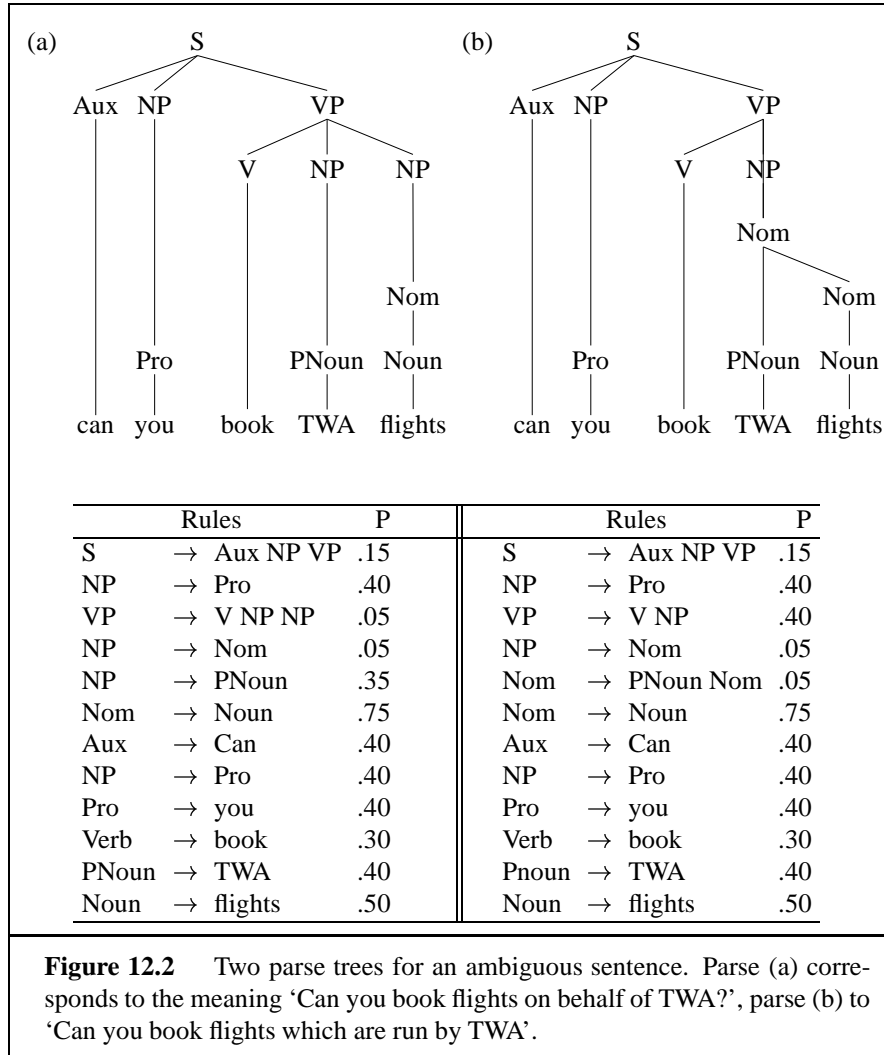 (a) S (b) S
Aux NP VP Aux NP VP
V NP NP V NP
Nom
Nom Nom
Pro PNoun Noun Pro PNoun Noun
can you book TWA flights can you book TWA flights
Rules P Rules P
S → Aux NP VP .15 S → Aux NP VP .15
NP → Pro .40 NP → Pro .40
VP → V NP NP .05 VP → V NP .40
NP → Nom .05 NP → Nom .05
NP → PNoun .35 Nom → PNoun Nom .05
Nom → Noun .75 Nom → Noun .75
Aux → Can .40 Aux → Can .40
NP → Pro .40 NP → Pro .40
Pro → you .40 Pro → you .40
Verb → book .30 Verb → book .30
PNoun → TWA .40 Pnoun → TWA .40
Noun → flights .50 Noun → flights .50
Figure 12.2 Two parse trees for an ambiguous sentence. Parse (a) corre-
sponds to the meaning ‘Can you book flights on behalf of TWA?’, parse (b) to
‘Can you book flights which are run by TWA’.